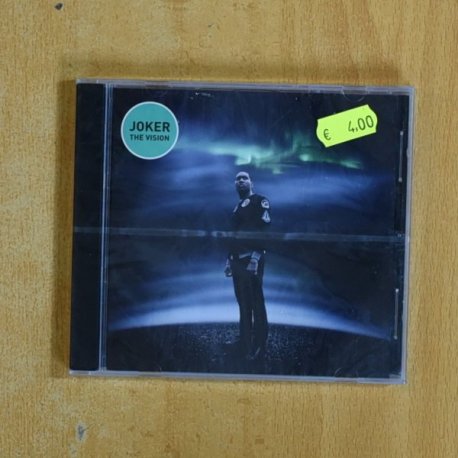 JOKER
THE VISION
€ 4,00